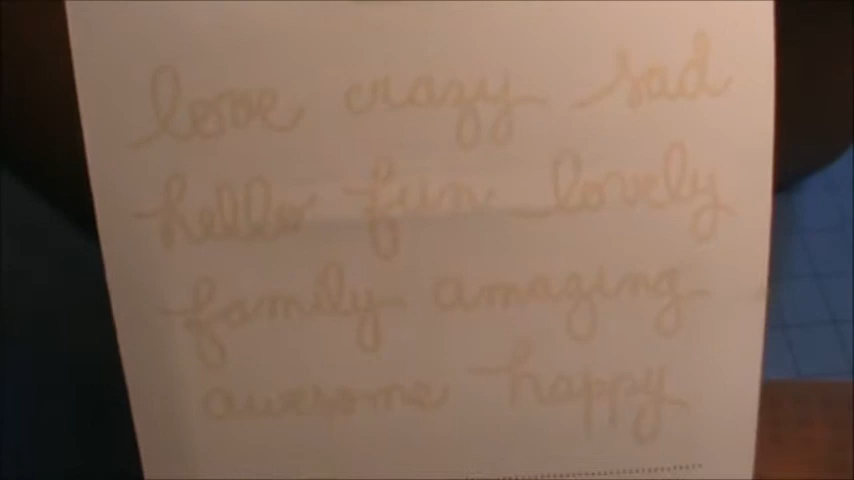 love crazy sad
hello fun lovely
family amazing
awesome happy